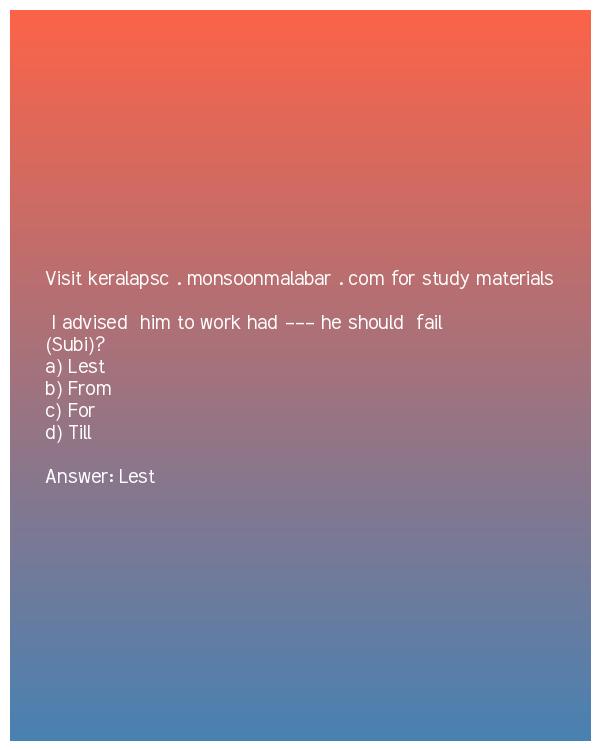 Visit keralapsc . monsoonmalabar . com for study materials
I advised him to work had --- he should fail
(Subi)?
a) Lest
b) From
c) For
d) Till
Answer: Lest